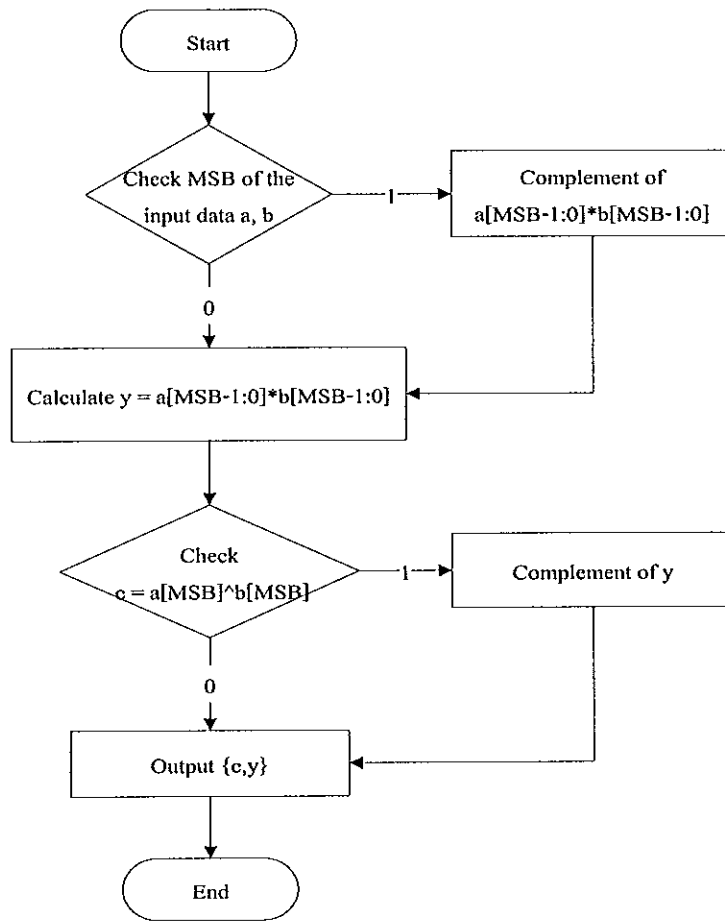 Start
Check MSB of the
input data a, b
1
Complement of
a[MSB-1:0]*b[MSB-1:0]
0
Calculate y = a[MSB-1:0]*b[MSB-1:0]
Check
c = a[MSB]^b[MSB]
1
Complement of y
0
Output {c,y}
End